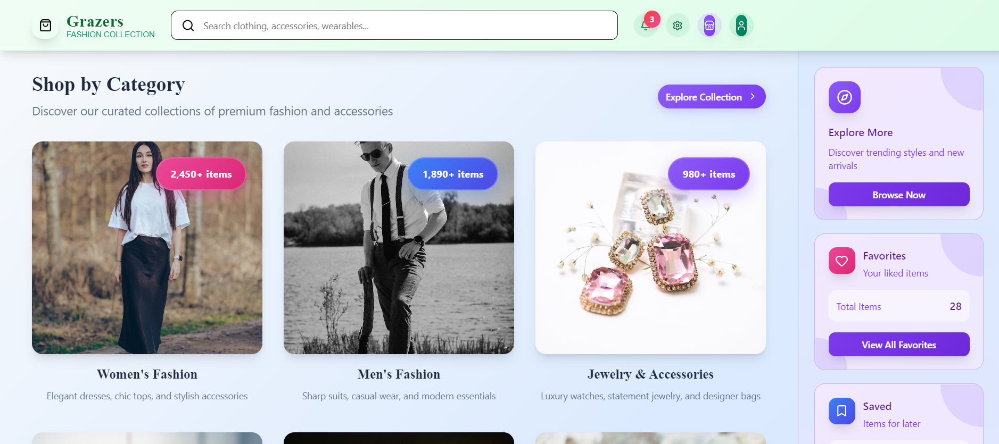 Grazers
FASHION COLLECTION
Search clothing, accessories, wearables...
3
Shop by Category
Discover our curated collections of premium fashion and accessories
Explore Collection
2,450+ items
1,890+ items
980+ items
Women's Fashion
Elegant dresses, chic tops, and stylish accessories
Men's Fashion
Sharp suits, casual wear, and modern essentials
Jewelry & Accessories
Luxury watches, statement jewelry, and designer bags
Explore More
Discover trending styles and new
arrivals
Browse Now
Favorites
Your liked items
Total Items 28
View All Favorites
Saved
Items for later